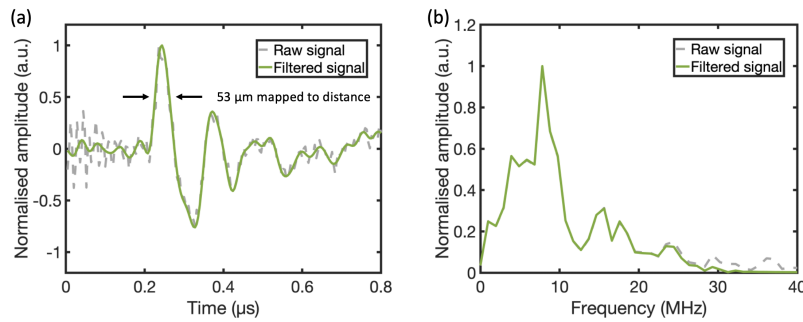 (a)
Normalised amplitude (a.u.)
1
0.5
0
-0.5
-1
Raw signal
Filtered signal
53 μm mapped to distance
0 0.2 0.4 0.6 0.8
Time (μs)
(b)
Normalised amplitude (a.u.)
1.2
1
0.8
0.6
0.4
0.2
0
Raw signal
Filtered signal
0 10 20 30 40
Frequency (MHz)